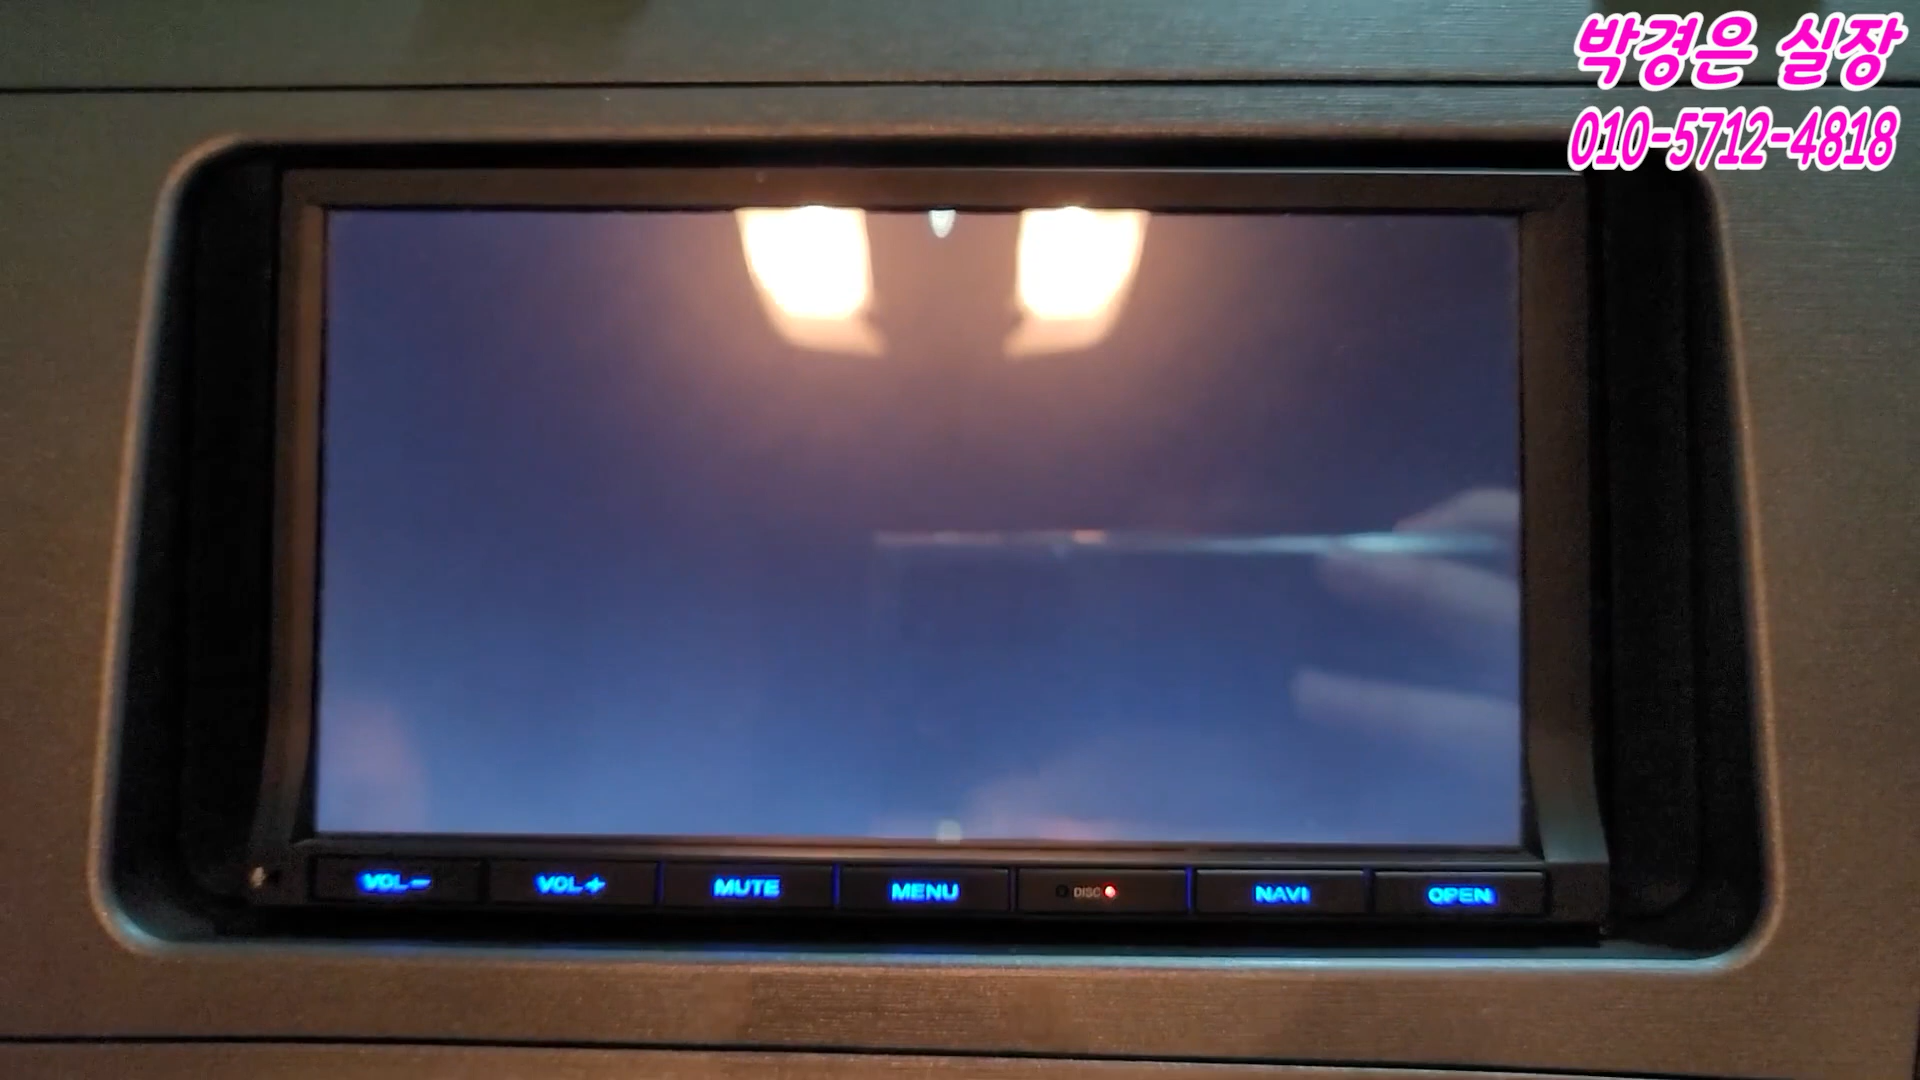 박경은 실장
010-5712-4818
VOL- VOL+ MUTE MENU DISC NAVI OPEN